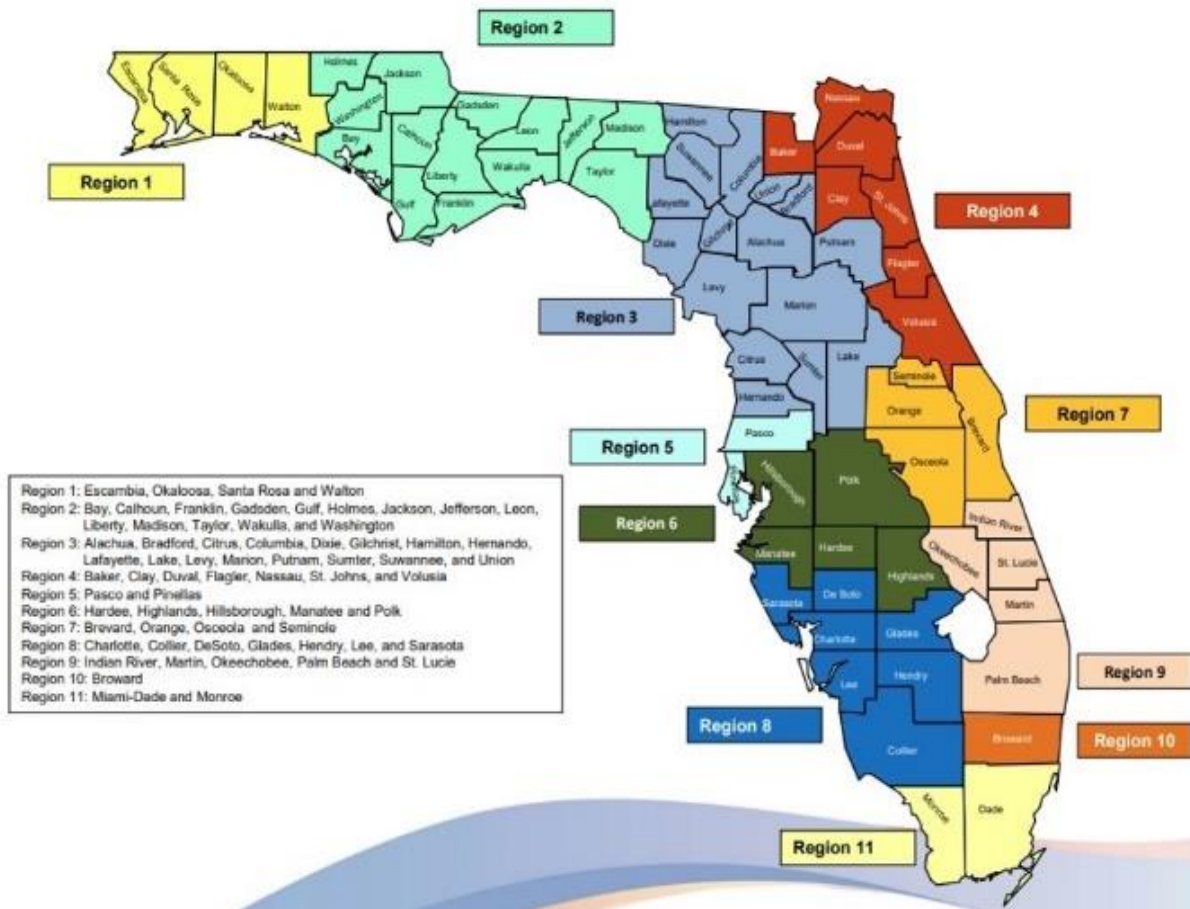 Region 2
Holmes
Jackson
Escambia
Santa Rosa
Okaloosa
Walton
Washington
Gadsden
Nassau
Hamilton
Bay
Calhoun
Leon
Jefferson
Madison
Baker
Duval
Suwannee
Columbia
Region 1
Liberty
Wakulla
Taylor
Union
Bradford
Clay
St. Johns
Region 4
Gulf
Franklin
Lafayette
Dixie
Gilchrist
Alachua
Putnam
Flagler
Levy
Marion
Region 3
Volusia
Citrus
Sumter
Lake
Seminole
Hernando
Orange
Region 7
Brevard
Region 5
Pasco
Osceola
Pinellas
Hillsborough
Polk
Region 6
Indian River
Manatee
Hardee
Okeechobee
St. Lucie
Highlands
Sarasota
De Soto
Martin
Charlotte
Glades
Lee
Hendry
Palm Beach
Region 9
Region 8
Collier
Broward
Region 10
Monroe
Dade
Region 11
Region 1: Escambia, Okaloosa, Santa Rosa and Walton
Region 2: Bay, Calhoun, Franklin, Gadsden, Gulf, Holmes, Jackson, Jefferson, Leon,
Liberty, Madison, Taylor, Wakulla, and Washington
Region 3: Alachua, Bradford, Citrus, Columbia, Dixie, Gilchrist, Hamilton, Hernando,
Lafayette, Lake, Levy, Marion, Putnam, Sumter, Suwannee, and Union
Region 4: Baker, Clay, Duval, Flagler, Nassau, St. Johns, and Volusia
Region 5: Pasco and Pinellas
Region 6: Hardee, Highlands, Hillsborough, Manatee and Polk
Region 7: Brevard, Orange, Osceola and Seminole
Region 8: Charlotte, Collier, DeSoto, Glades, Hendry, Lee, and Sarasota
Region 9: Indian River, Martin, Okeechobee, Palm Beach and St. Lucie
Region 10: Broward
Region 11: Miami-Dade and Monroe